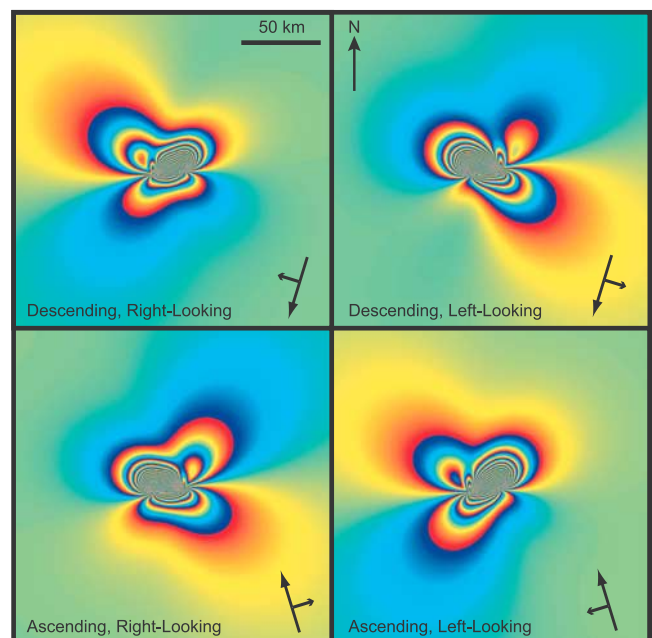 50 km
N
Descending, Right-Looking
Descending, Left-Looking
Ascending, Right-Looking
Ascending, Left-Looking